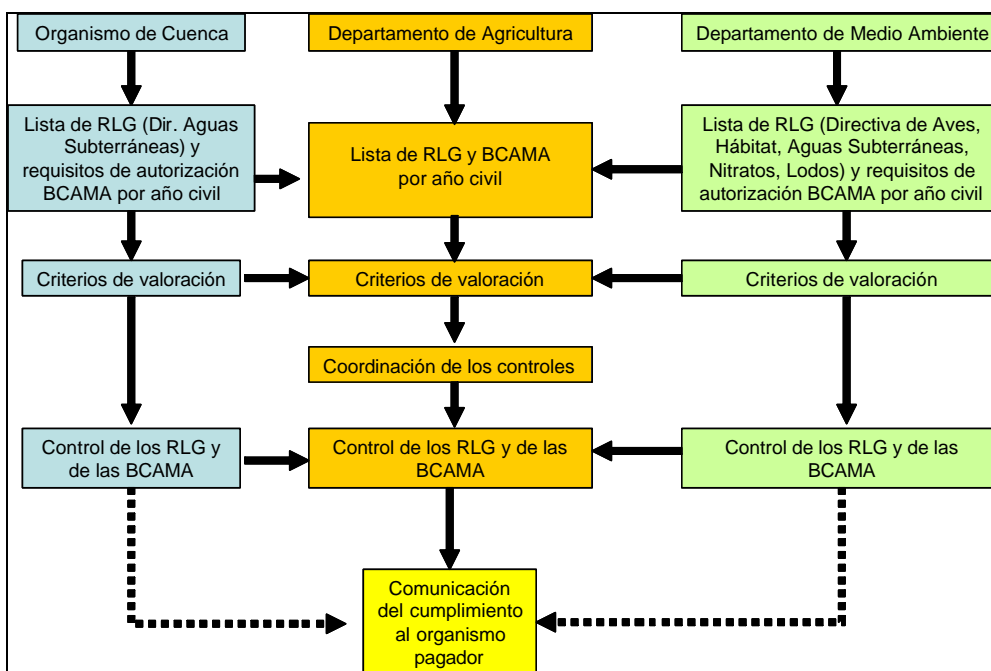 Organismo de Cuenca
Departamento de Agricultura
Departamento de Medio Ambiente
Lista de RLG (Dir. Aguas
Subterráneas) y
requisitos de autorización
BCAMA por año civil
Lista de RLG y BCAMA
por año civil
Lista de RLG (Directiva de Aves,
Hábitat, Aguas Subterráneas,
Nitratos, Lodos) y requisitos de
autorización BCAMA por año civil
Criterios de valoración
Criterios de valoración
Criterios de valoración
Coordinación de los controles
Control de los RLG y
de las BCAMA
Control de los RLG y de las
BCAMA
Control de los RLG y de las
BCAMA
Comunicación
del cumplimiento
al organismo
pagador